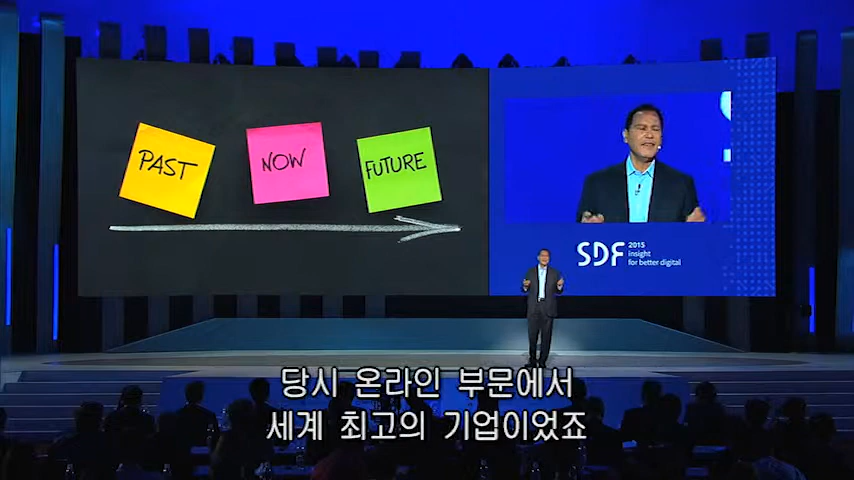 PAST
NOW
FUTURE
SDF
2015
insight
for better digital
당시 온라인 부문에서
세계 최고의 기업이었죠